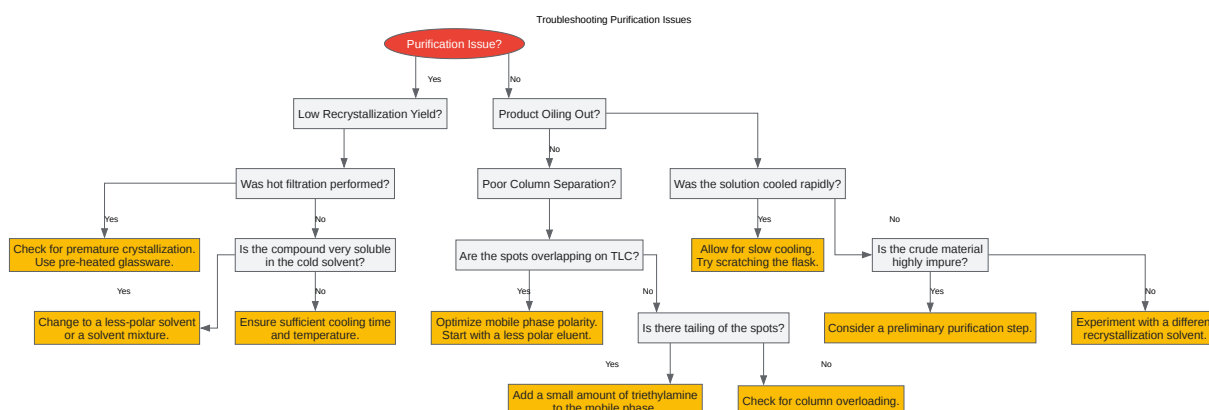 Troubleshooting Purification Issues
Purification Issue?
Yes
No
Low Recrystallization Yield?
Product Oiling Out?
No
Was hot filtration performed?
Poor Column Separation?
Was the solution cooled rapidly?
Yes
No
Yes
No
Check for premature crystallization.
Use pre-heated glassware.
Is the compound very soluble
in the cold solvent?
Are the spots overlapping on TLC?
Allow for slow cooling.
Try scratching the flask.
Is the crude material
highly impure?
Yes
No
Yes
No
Yes
No
Change to a less-polar solvent
or a solvent mixture.
Ensure sufficient cooling time
and temperature.
Optimize mobile phase polarity.
Start with a less polar eluent.
Is there tailing of the spots?
Consider a preliminary purification step.
Experiment with a differen
recrystallization solvent.
Yes
No
Add a small amount of triethylamine
to the mobile phase
Check for column overloading.